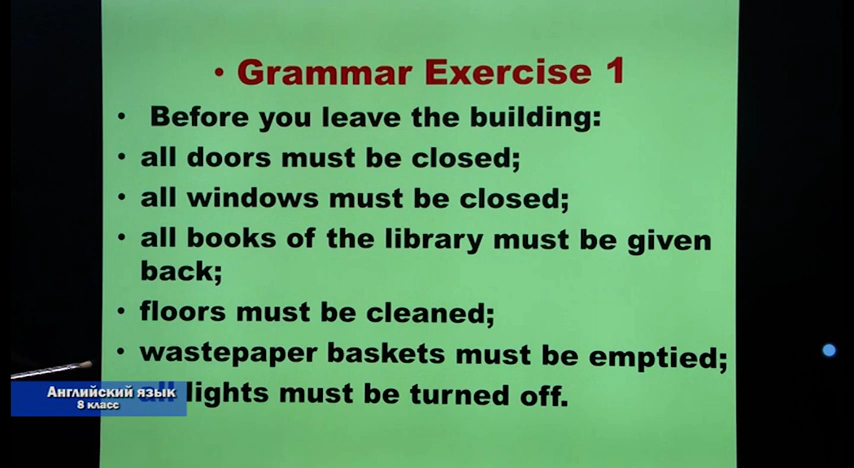 • Grammar Exercise 1
• Before you leave the building:
• all doors must be closed;
• all windows must be closed;
• all books of the library must be given
back;
• floors must be cleaned;
• wastepaper baskets must be emptied;
all lights must be turned off.
Английский язык
8 класс